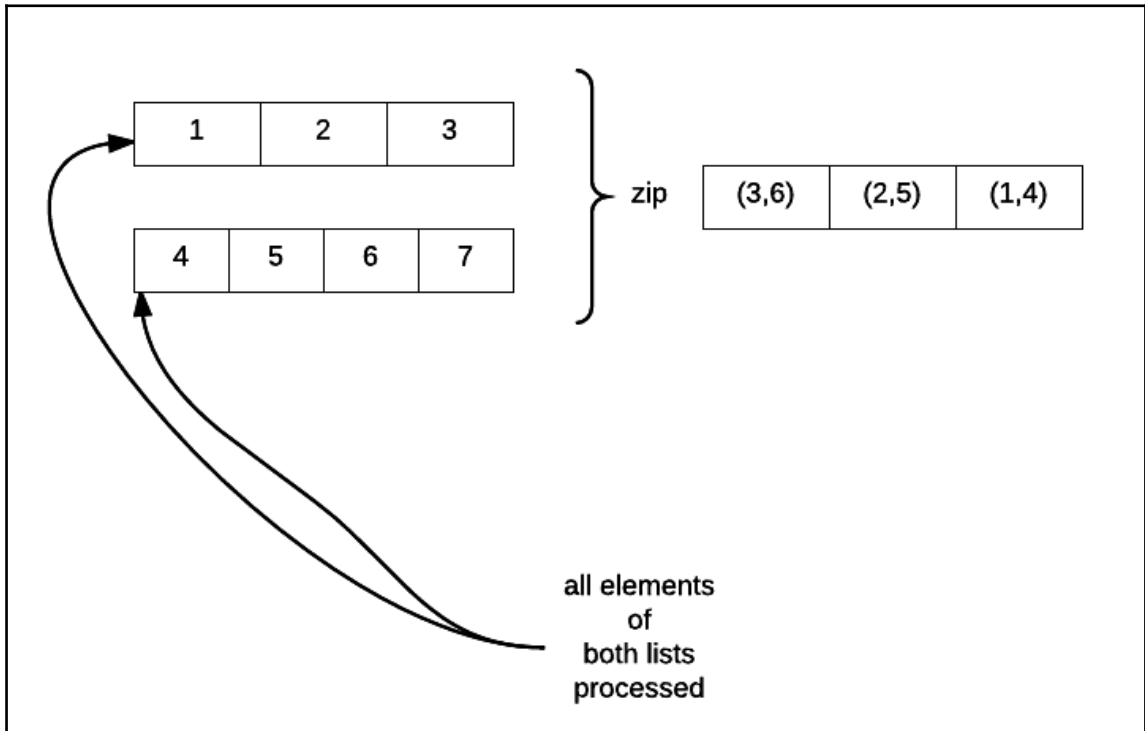 1 2 3
4 5 6 7
zip
(3,6) (2,5) (1,4)
all elements
of
both lists
processed